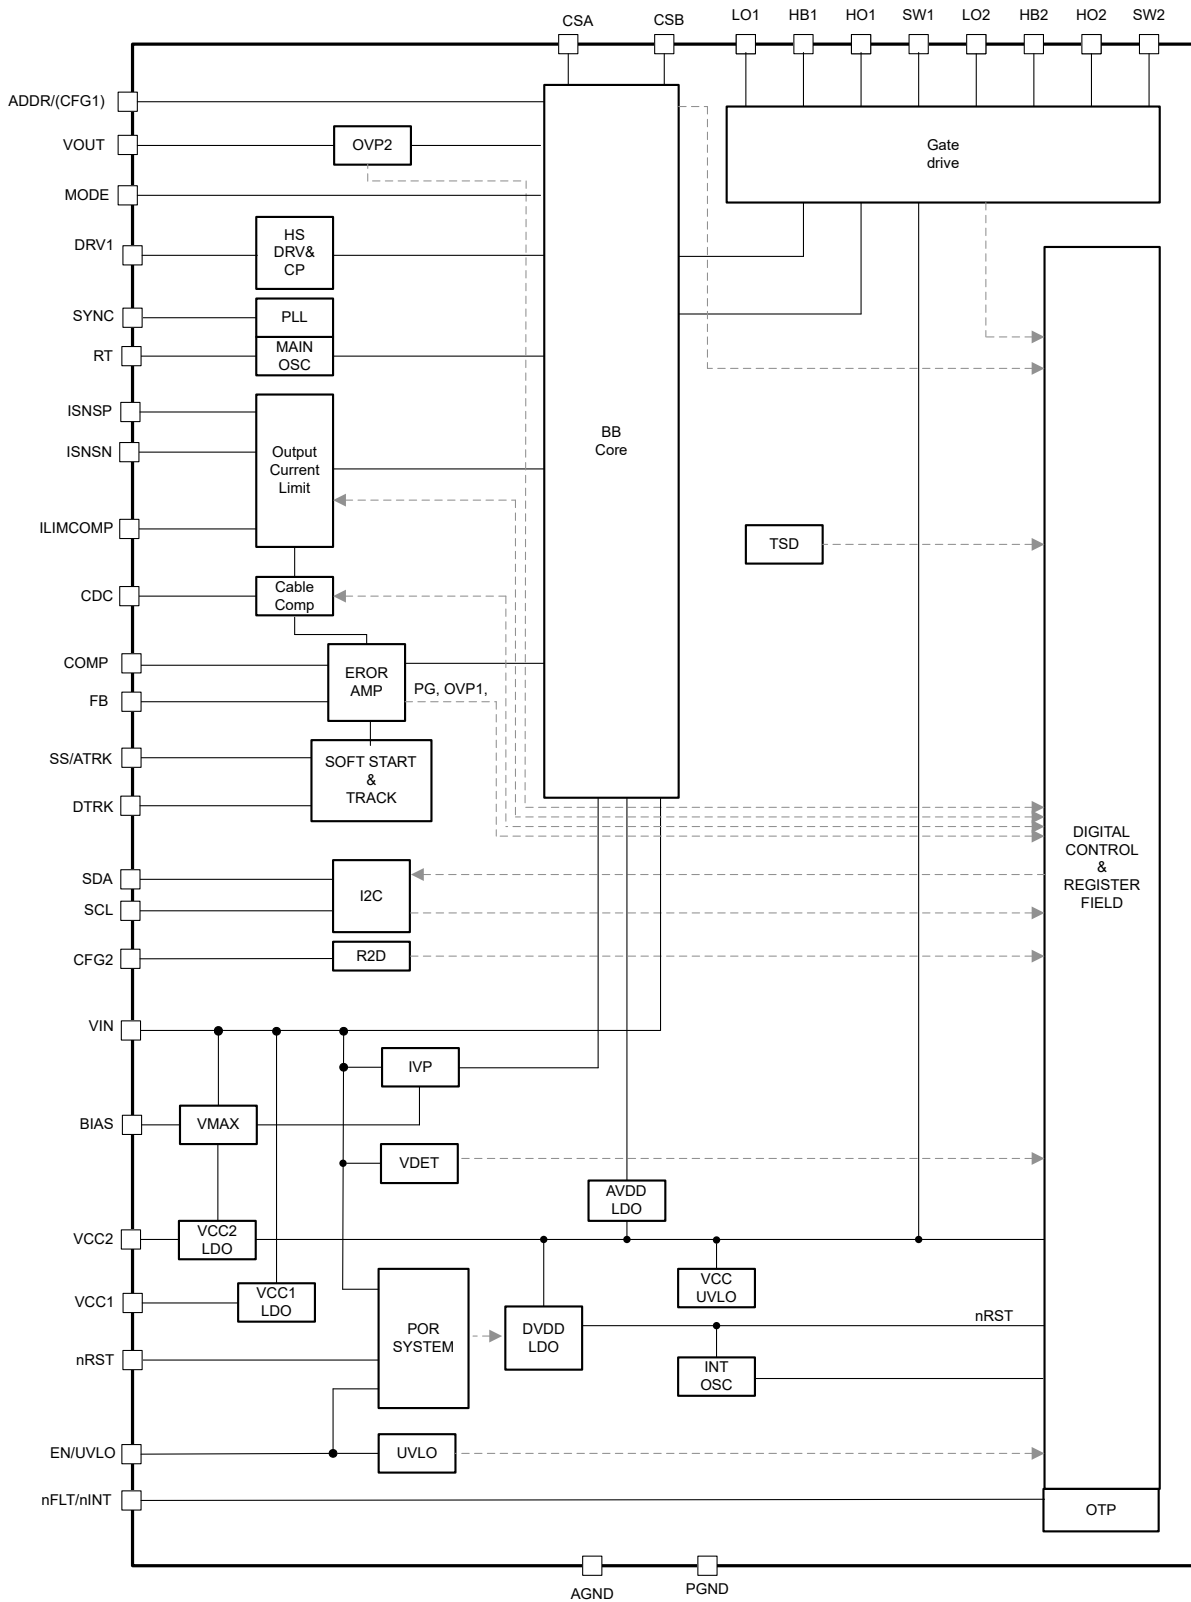 CSA
CSB
LO1
HB1
HO1
SW1
LO2
HB2
HO2
SW2
ADDR/(CFG1)
VOUT
OVP2
Gate
drive
MODE
DRV1
HS
DRV&
CP
SYNC
PLL
RT
MAIN
OSC
ISNSP
ISNSN
Output
Current
Limit
BB
Core
ILIMCOMP
TSD
CDC
Cable
Comp
COMP
EROR
AMP
PG, OVP1,
FB
SS/ATRK
SOFT START
&
TRACK
DTRK
DIGITAL
CONTROL
&
REGISTER
FIELD
SDA
I2C
SCL
CFG2
R2D
VIN
IVP
BIAS
VMAX
VDET
AVDD
LDO
VCC2
VCC2
LDO
VCC
UVLO
VCC1
VCC1
LDO
POR
SYSTEM
DVDD
LDO
nRST
nRST
INT
OSC
EN/UVLO
UVLO
nFLT/nINT
OTP
AGND
PGND